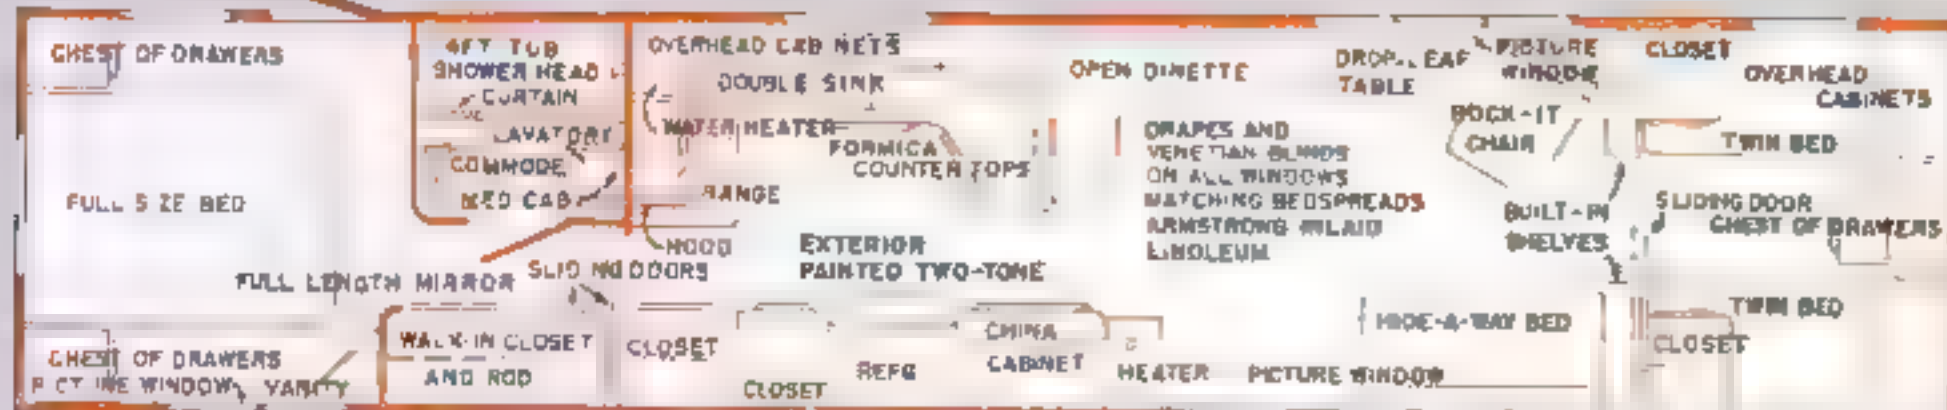 CHEST OF DRAWERS
FULL SIZE BED
FULL LENGTH MIRROR
CHEST OF DRAWERS
PICTURE WINDOW
VANITY
4FT TUB
SHOWER HEAD
CURTAIN
LAVATORY
COMMODE
MED CAB
SLIDING DOORS
WALK-IN CLOSET
AND ROD
OVERHEAD CABINETS
DOUBLE SINK
WATER HEATER
FORMICA
COUNTER TOPS
RANGE
HOOD
EXTERIOR
PAINTED TWO-TONE
CLOSET
CLOSET
REFG
CHINA
CABINET
HEATER
OPEN DINETTE
DRAPES AND
VENETIAN BLINDS
ON ALL WINDOWS
MATCHING BEDSPREADS
ARMSTRONG INLAID
LINOLEUM
DROP-LEAF
TABLE
PICTURE
WINDOW
ROCK-IT
CHAIR
BUILT-IN
SHELVES
HIDE-A-WAY BED
PICTURE WINDOW
CLOSET
OVERHEAD
CABINETS
TWIN BED
SLIDING DOOR
CHEST OF DRAWERS
TWIN BED
CLOSET